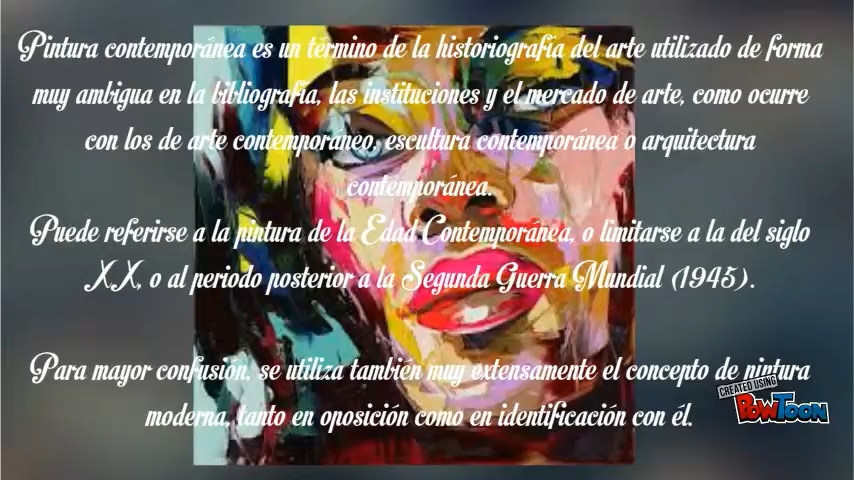 Pintura contemporánea es un término de la historiografía del arte utilizado de forma
muy ambigua en la bibliografía, las instituciones y el mercado de arte, como ocurre
con los de arte contemporáneo, escultura contemporánea o arquitectura
contemporánea.
Puede referirse a la pintura de la Edad Contemporánea, o limitarse a la del siglo
XX, o al periodo posterior a la Segunda Guerra Mundial (1945).
Para mayor confusión, se utiliza también muy extensamente el concepto de pintura
moderna, tanto en oposición como en identificación con él.
CREATED USING
POWTOON